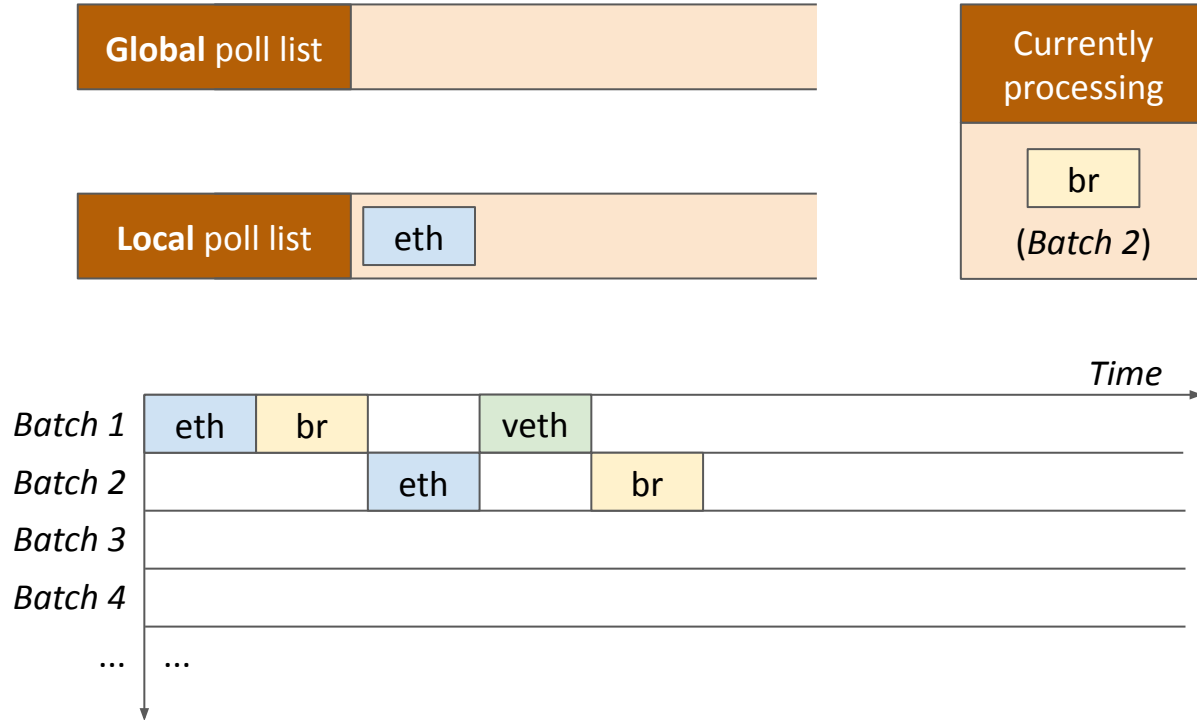 Global poll list
Currently
processing
Local poll list
eth
br
(Batch 2)
Time
Batch 1
eth
br
veth
Batch 2
eth
br
Batch 3
Batch 4
...
...